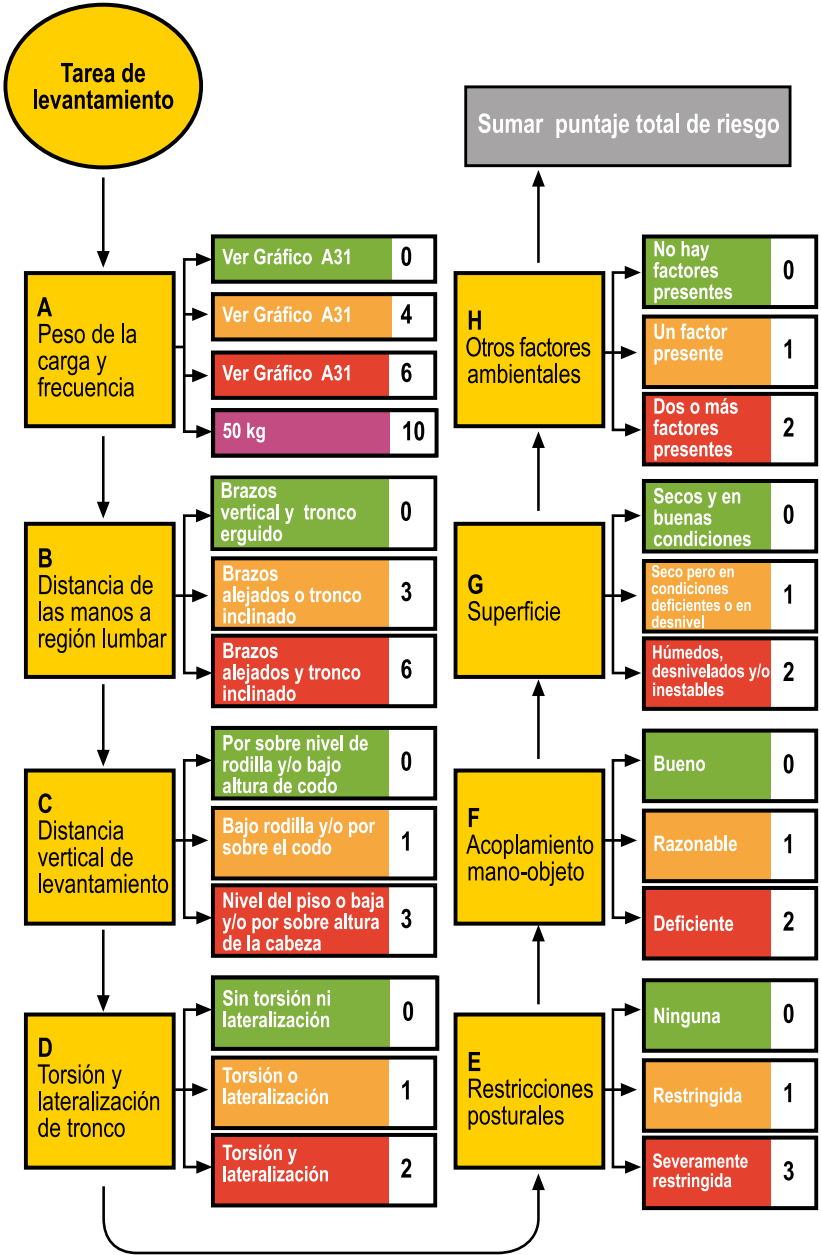 Tarea de
levantamiento
A
Peso de la
carga y
frecuencia
Ver Gráfico A31
0
Ver Gráfico A31
4
Ver Gráfico A31
6
50 kg
10
B
Distancia de
las manos a
región lumbar
Brazos
vertical y tronco
erguido
0
Brazos
alejados o tronco
inclinado
3
Brazos
alejados y tronco
inclinado
6
C
Distancia
vertical de
levantamiento
Por sobre nivel de
rodilla y/o bajo
altura de codo
0
Bajo rodilla y/o por
sobre el codo
1
Nivel del piso o baja
y/o por sobre altura
de la cabeza
3
D
Torsión y
lateralización
de tronco
Sin torsión ni
lateralización
0
Torsión o
lateralización
1
Torsión y
lateralización
2
E
Restricciones
posturales
Ninguna
0
Restringida
1
Severamente
restringida
3
F
Acoplamiento
mano-objeto
Bueno
0
Razonable
1
Deficiente
2
G
Superficie
Secos y en
buenas
condiciones
0
Seco pero en
condiciones
deficientes o en
desnivel
1
Húmedos,
desnivelados y/o
inestables
2
H
Otros factores
ambientales
No hay
factores
presentes
0
Un factor
presente
1
Dos o más
factores
presentes
2
Sumar puntaje total de riesgo